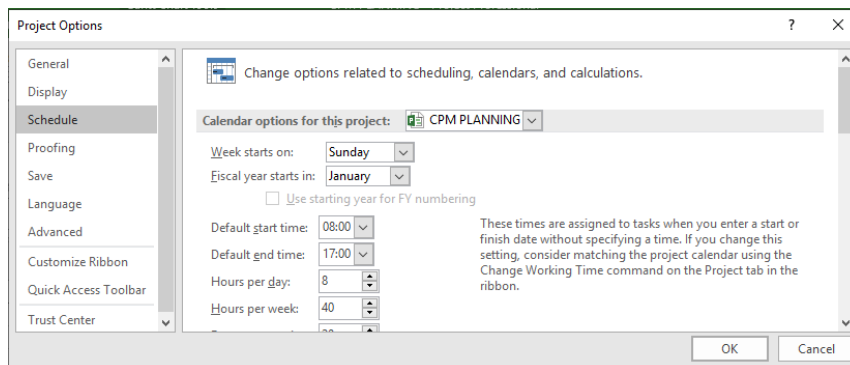 Project Options
?
General
Display
Schedule
Proofing
Save
Language
Advanced
Customize Ribbon
Quick Access Toolbar
Trust Center
Change options related to scheduling, calendars, and calculations.
Calendar options for this project: CPM PLANNING
Week starts on: Sunday
Fiscal year starts in: January
Use starting year for FY numbering
Default start time: 08:00
Default end time: 17:00
Hours per day: 8
Hours per week: 40
These times are assigned to tasks when you enter a start or
finish date without specifying a time. If you change this
setting, consider matching the project calendar using the
Change Working Time command on the Project tab in the
ribbon.
OK
Cancel